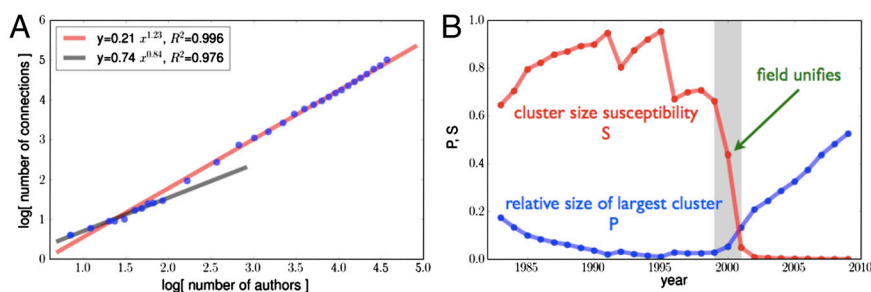 A
y=0.21 x^1.23, R²=0.996
y=0.74 x^0.84, R²=0.976
log[ number of connections ]
6
5
4
3
2
1
0
1.0 1.5 2.0 2.5 3.0 3.5 4.0 4.5 5.0
log[ number of authors ]
B
P, S
1.0
0.8
0.6
0.4
0.2
0.0
cluster size susceptibility
S
field unifies
relative size of largest cluster
P
1985 1990 1995 2000 2005 2010
year